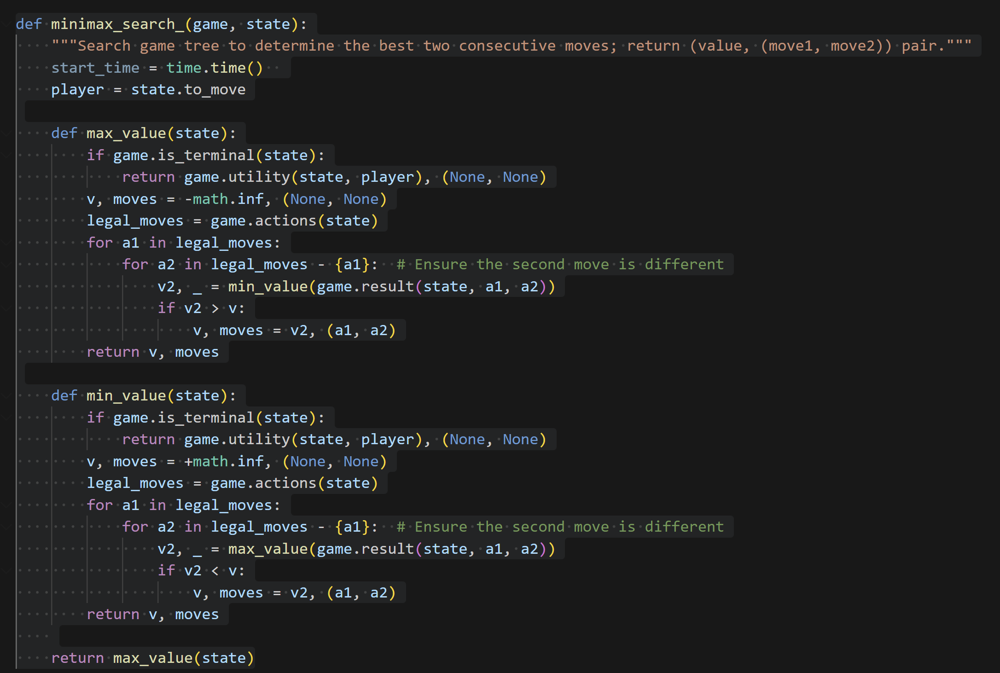 def minimax_search_(game, state):
    """Search game tree to determine the best two consecutive moves; return (value, (move1, move2)) pair."""
    start_time = time.time()
    player = state.to_move

    def max_value(state):
        if game.is_terminal(state):
            return game.utility(state, player), (None, None)
        v, moves = -math.inf, (None, None)
        legal_moves = game.actions(state)
        for a1 in legal_moves:
            for a2 in legal_moves - {a1}:  # Ensure the second move is different
                v2, _ = min_value(game.result(state, a1, a2))
                if v2 > v:
                    v, moves = v2, (a1, a2)
        return v, moves

    def min_value(state):
        if game.is_terminal(state):
            return game.utility(state, player), (None, None)
        v, moves = +math.inf, (None, None)
        legal_moves = game.actions(state)
        for a1 in legal_moves:
            for a2 in legal_moves - {a1}:  # Ensure the second move is different
                v2, _ = max_value(game.result(state, a1, a2))
                if v2 < v:
                    v, moves = v2, (a1, a2)
        return v, moves

    return max_value(state)